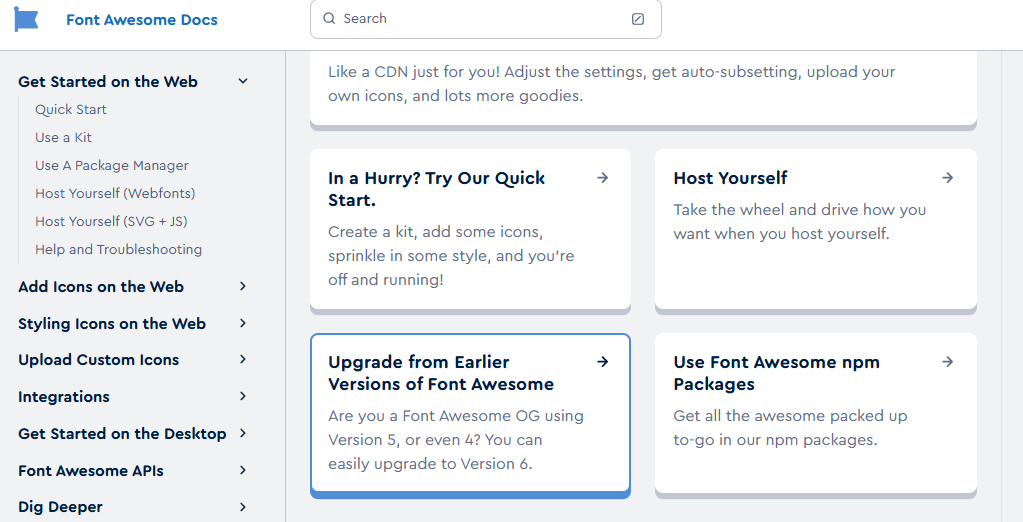 Font Awesome Docs
Search
Get Started on the Web
Quick Start
Use a Kit
Use A Package Manager
Host Yourself (Webfonts)
Host Yourself (SVG + JS)
Help and Troubleshooting
Add Icons on the Web
Styling Icons on the Web
Upload Custom Icons
Integrations
Get Started on the Desktop
Font Awesome APIs
Dig Deeper
Like a CDN just for you! Adjust the settings, get auto-subsetting, upload your
own icons, and lots more goodies.
In a Hurry? Try Our Quick
Start.
Create a kit, add some icons,
sprinkle in some style, and you're
off and running!
Host Yourself
Take the wheel and drive how you
want when you host yourself.
Upgrade from Earlier
Versions of Font Awesome
Are you a Font Awesome OG using
Version 5, or even 4? You can
easily upgrade to Version 6.
Use Font Awesome npm
Packages
Get all the awesome packed up
to-go in our npm packages.